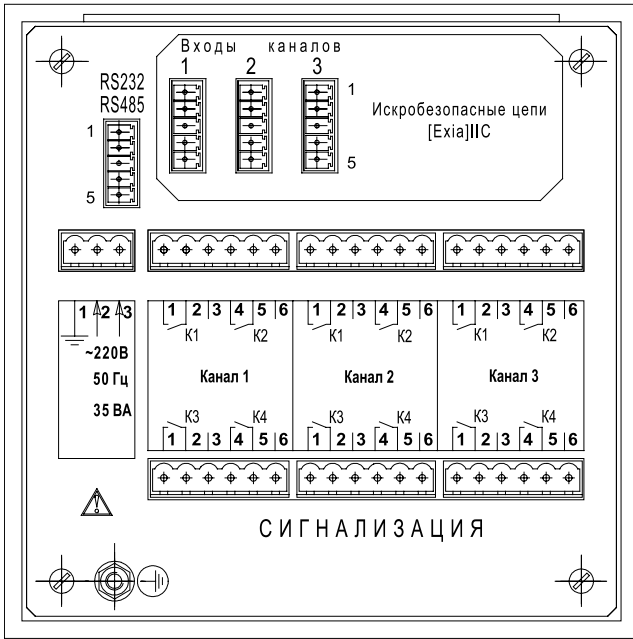 Входы каналов
1 2 3
RS232
RS485
1
5
1
5
Искробезопасные цепи
[Exia]IIC
1 2 3
~220В
50 Гц
35 ВА
1 2 3 4 5 6
К1 К2
Канал 1
К3 К4
1 2 3 4 5 6
1 2 3 4 5 6
К1 К2
Канал 2
К3 К4
1 2 3 4 5 6
1 2 3 4 5 6
К1 К2
Канал 3
К3 К4
1 2 3 4 5 6
СИГНАЛИЗАЦИЯ